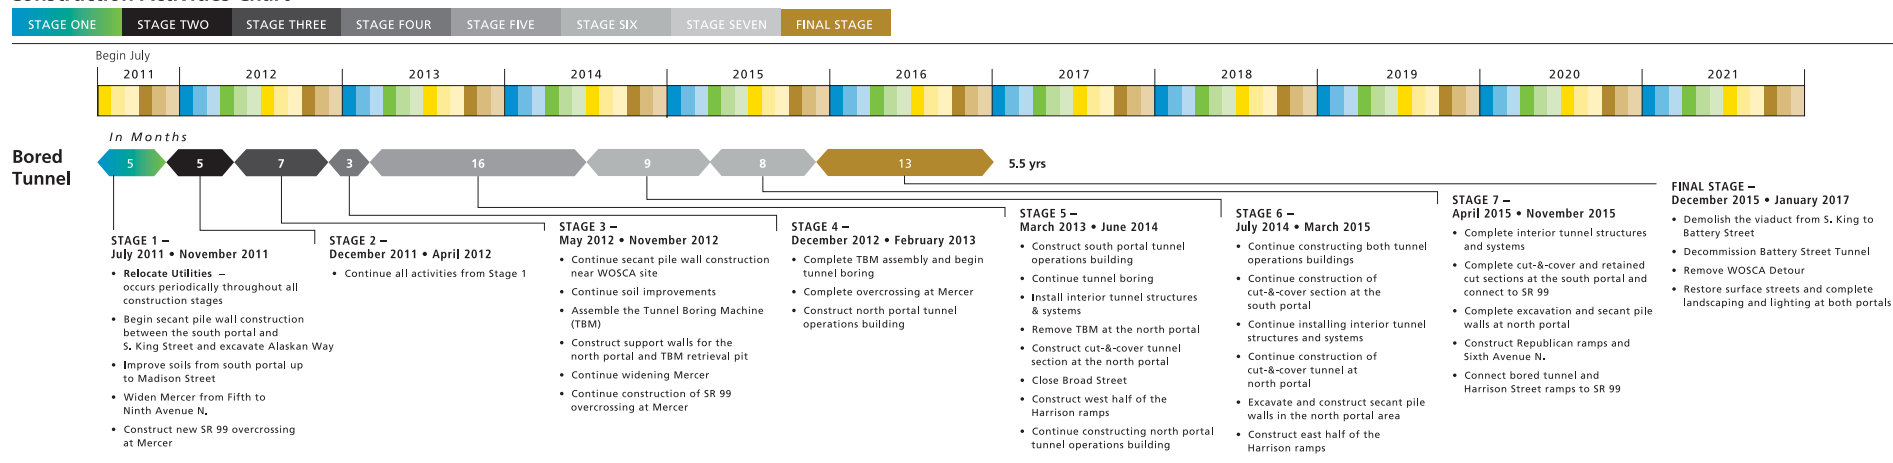 STAGE ONE
STAGE TWO
STAGE THREE
STAGE FOUR
STAGE FIVE
STAGE SIX
STAGE SEVEN
FINAL STAGE
Begin July
2011
2012
2013
2014
2015
2016
2017
2018
2019
2020
2021
In Months
Bored
Tunnel
5
5
7
3
16
9
8
13
5.5 yrs
STAGE 1 –
July 2011 • November 2011
• Relocate Utilities –
occurs periodically throughout all
construction stages
• Begin secant pile wall construction
between the south portal and
S. King Street and excavate Alaskan Way
• Improve soils from south portal up
to Madison Street
• Widen Mercer from Fifth to
Ninth Avenue N.
• Construct new SR 99 overcrossing
at Mercer
STAGE 2 –
December 2011 • April 2012
• Continue all activities from Stage 1
STAGE 3 –
May 2012 • November 2012
• Continue secant pile wall construction
near WOSCA site
• Continue soil improvements
• Assemble the Tunnel Boring Machine
(TBM)
• Construct support walls for the
north portal and TBM retrieval pit
• Continue widening Mercer
• Continue construction of SR 99
overcrossing at Mercer
STAGE 4 –
December 2012 • February 2013
• Complete TBM assembly and begin
tunnel boring
• Complete overcrossing at Mercer
• Construct north portal tunnel
operations building
STAGE 5 –
March 2013 • June 2014
• Construct south portal tunnel
operations building
• Continue tunnel boring
• Install interior tunnel structures
& systems
• Remove TBM at the north portal
• Construct cut-&-cover tunnel
section at the north portal
• Close Broad Street
• Construct west half of the
Harrison ramps
• Continue constructing north portal
tunnel operations building
STAGE 6 –
July 2014 • March 2015
• Continue constructing both tunnel
operations buildings
• Continue construction of
cut-&-cover section at the
south portal
• Continue installing interior tunnel
structures and systems
• Continue construction of
cut-&-cover tunnel at
north portal
• Excavate and construct secant pile
walls in the north portal area
• Construct east half of the
Harrison ramps
STAGE 7 –
April 2015 • November 2015
• Complete interior tunnel structures
and systems
• Complete cut-&-cover and retained
cut sections at the south portal and
connect to SR 99
• Complete excavation and secant pile
walls at north portal
• Construct Republican ramps and
Sixth Avenue N.
• Connect bored tunnel and
Harrison Street ramps to SR 99
FINAL STAGE –
December 2015 • January 2017
• Demolish the viaduct from S. King to
Battery Street
• Decommission Battery Street Tunnel
• Remove WOSCA Detour
• Restore surface streets and complete
landscaping and lighting at both portals